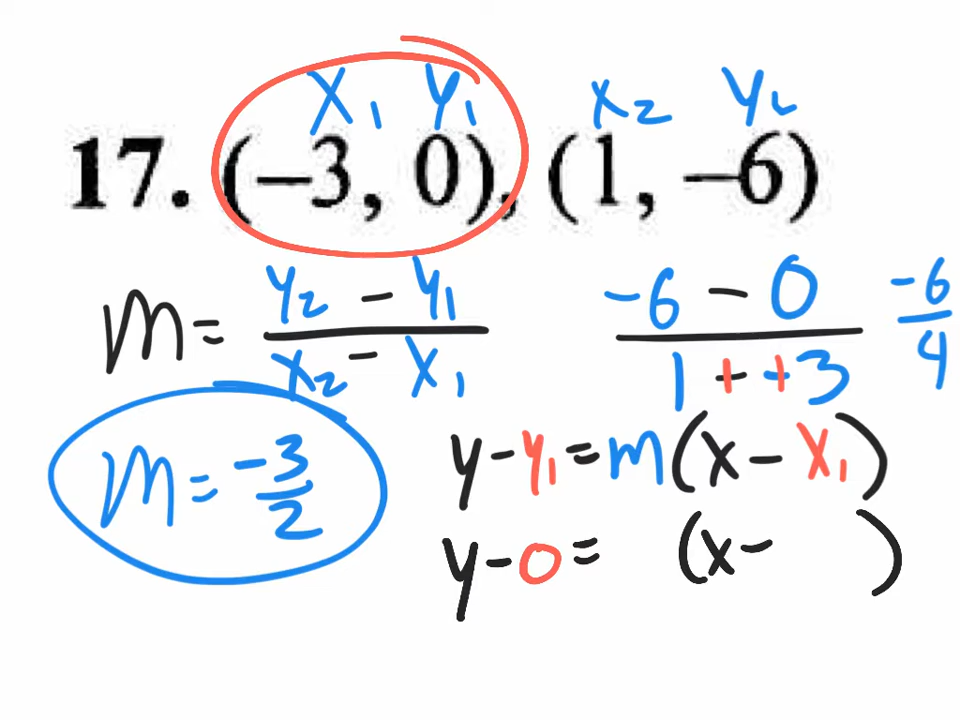 X₁ Y₁ X₂ Y₂
17. (−3, 0), (1, −6)
m = (Y₂ − Y₁)/(X₂ − X₁) (−6 − 0)/(1 + +3) −6/4
m = −3/2
y − y₁ = m(x − x₁)
y − 0 = (x − )